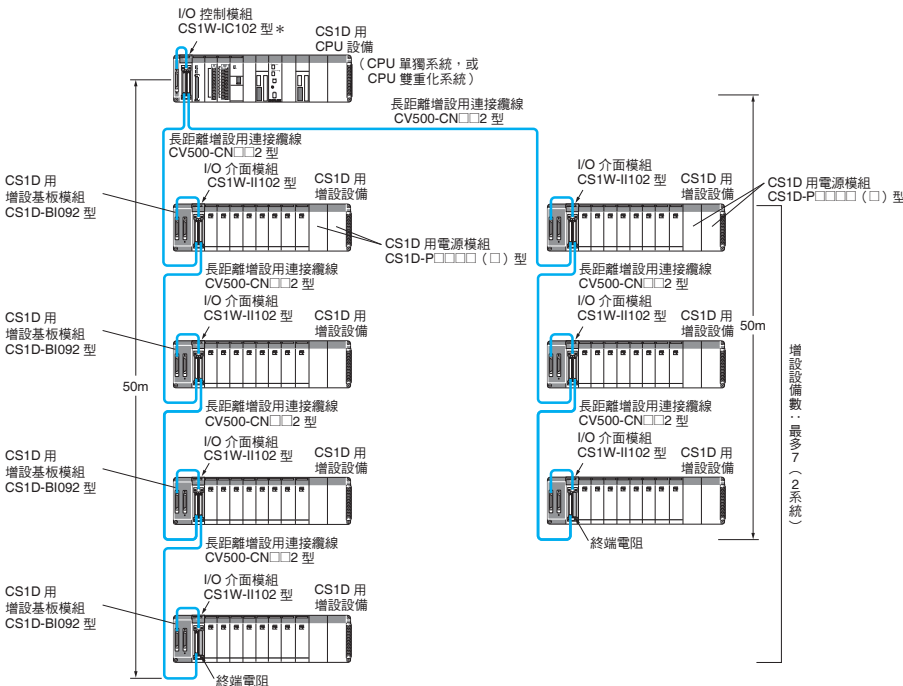 I/O 控制模組
CS1W-IC102 型＊
CS1D 用
CPU 設備
（CPU 單獨系統，或
CPU 雙重化系統）
長距離增設用連接纜線
CV500-CN□□2 型
長距離增設用連接纜線
CV500-CN□□2 型
CS1D 用
增設基板模組
CS1D-BI092 型
I/O 介面模組
CS1W-II102 型
CS1D 用
增設設備
CS1D 用電源模組
CS1D-P□□□□（□）型
I/O 介面模組
CS1W-II102 型
CS1D 用
增設設備
CS1D 用電源模組
CS1D-P□□□□（□）型
長距離增設用連接纜線
CV500-CN□□2 型
長距離增設用連接纜線
CV500-CN□□2 型
CS1D 用
增設基板模組
CS1D-BI092 型
I/O 介面模組
CS1W-II102 型
CS1D 用
增設設備
I/O 介面模組
CS1W-II102 型
CS1D 用
增設設備
50m
50m
增設設備數：最多7（2系統）
長距離增設用連接纜線
CV500-CN□□2 型
長距離增設用連接纜線
CV500-CN□□2 型
CS1D 用
增設基板模組
CS1D-BI092 型
I/O 介面模組
CS1W-II102 型
CS1D 用
增設設備
I/O 介面模組
CS1W-II102 型
CS1D 用
增設設備
終端電阻
長距離增設用連接纜線
CV500-CN□□2 型
CS1D 用
增設基板模組
CS1D-BI092 型
I/O 介面模組
CS1W-II102 型
CS1D 用
增設設備
終端電阻